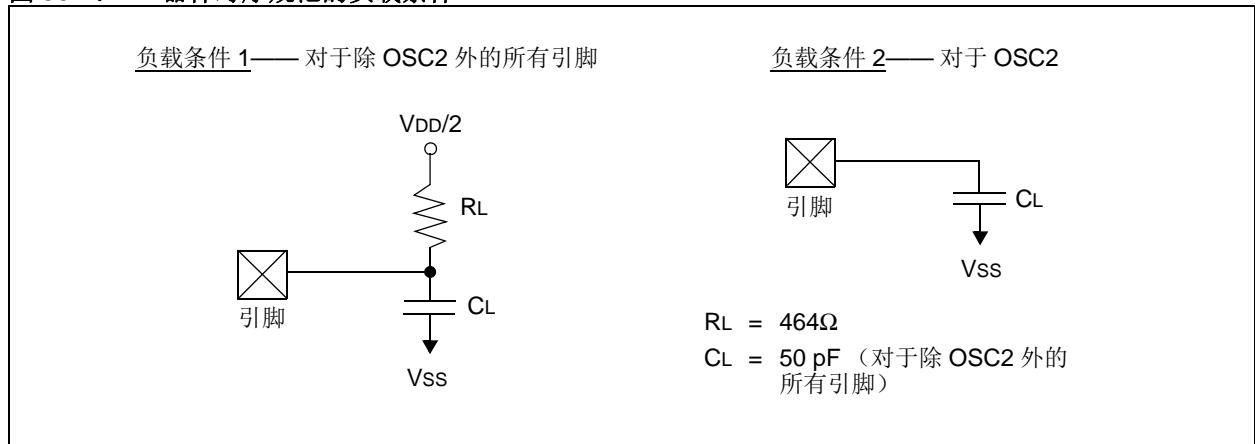 负载条件 1—— 对于除 OSC2 外的所有引脚
VDD/2
RL
引脚
CL
VSS
负载条件 2—— 对于 OSC2
引脚
CL
VSS
RL = 464Ω
CL = 50 pF （对于除 OSC2 外的
所有引脚）